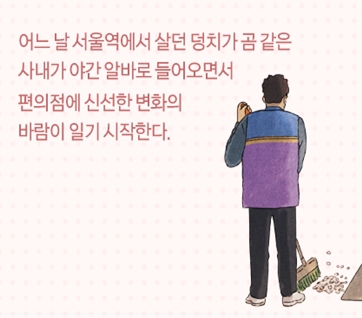 어느 날 서울역에서 살던 덩치가 곰 같은
사내가 야간 알바로 들어오면서
편의점에 신선한 변화의
바람이 일기 시작한다.